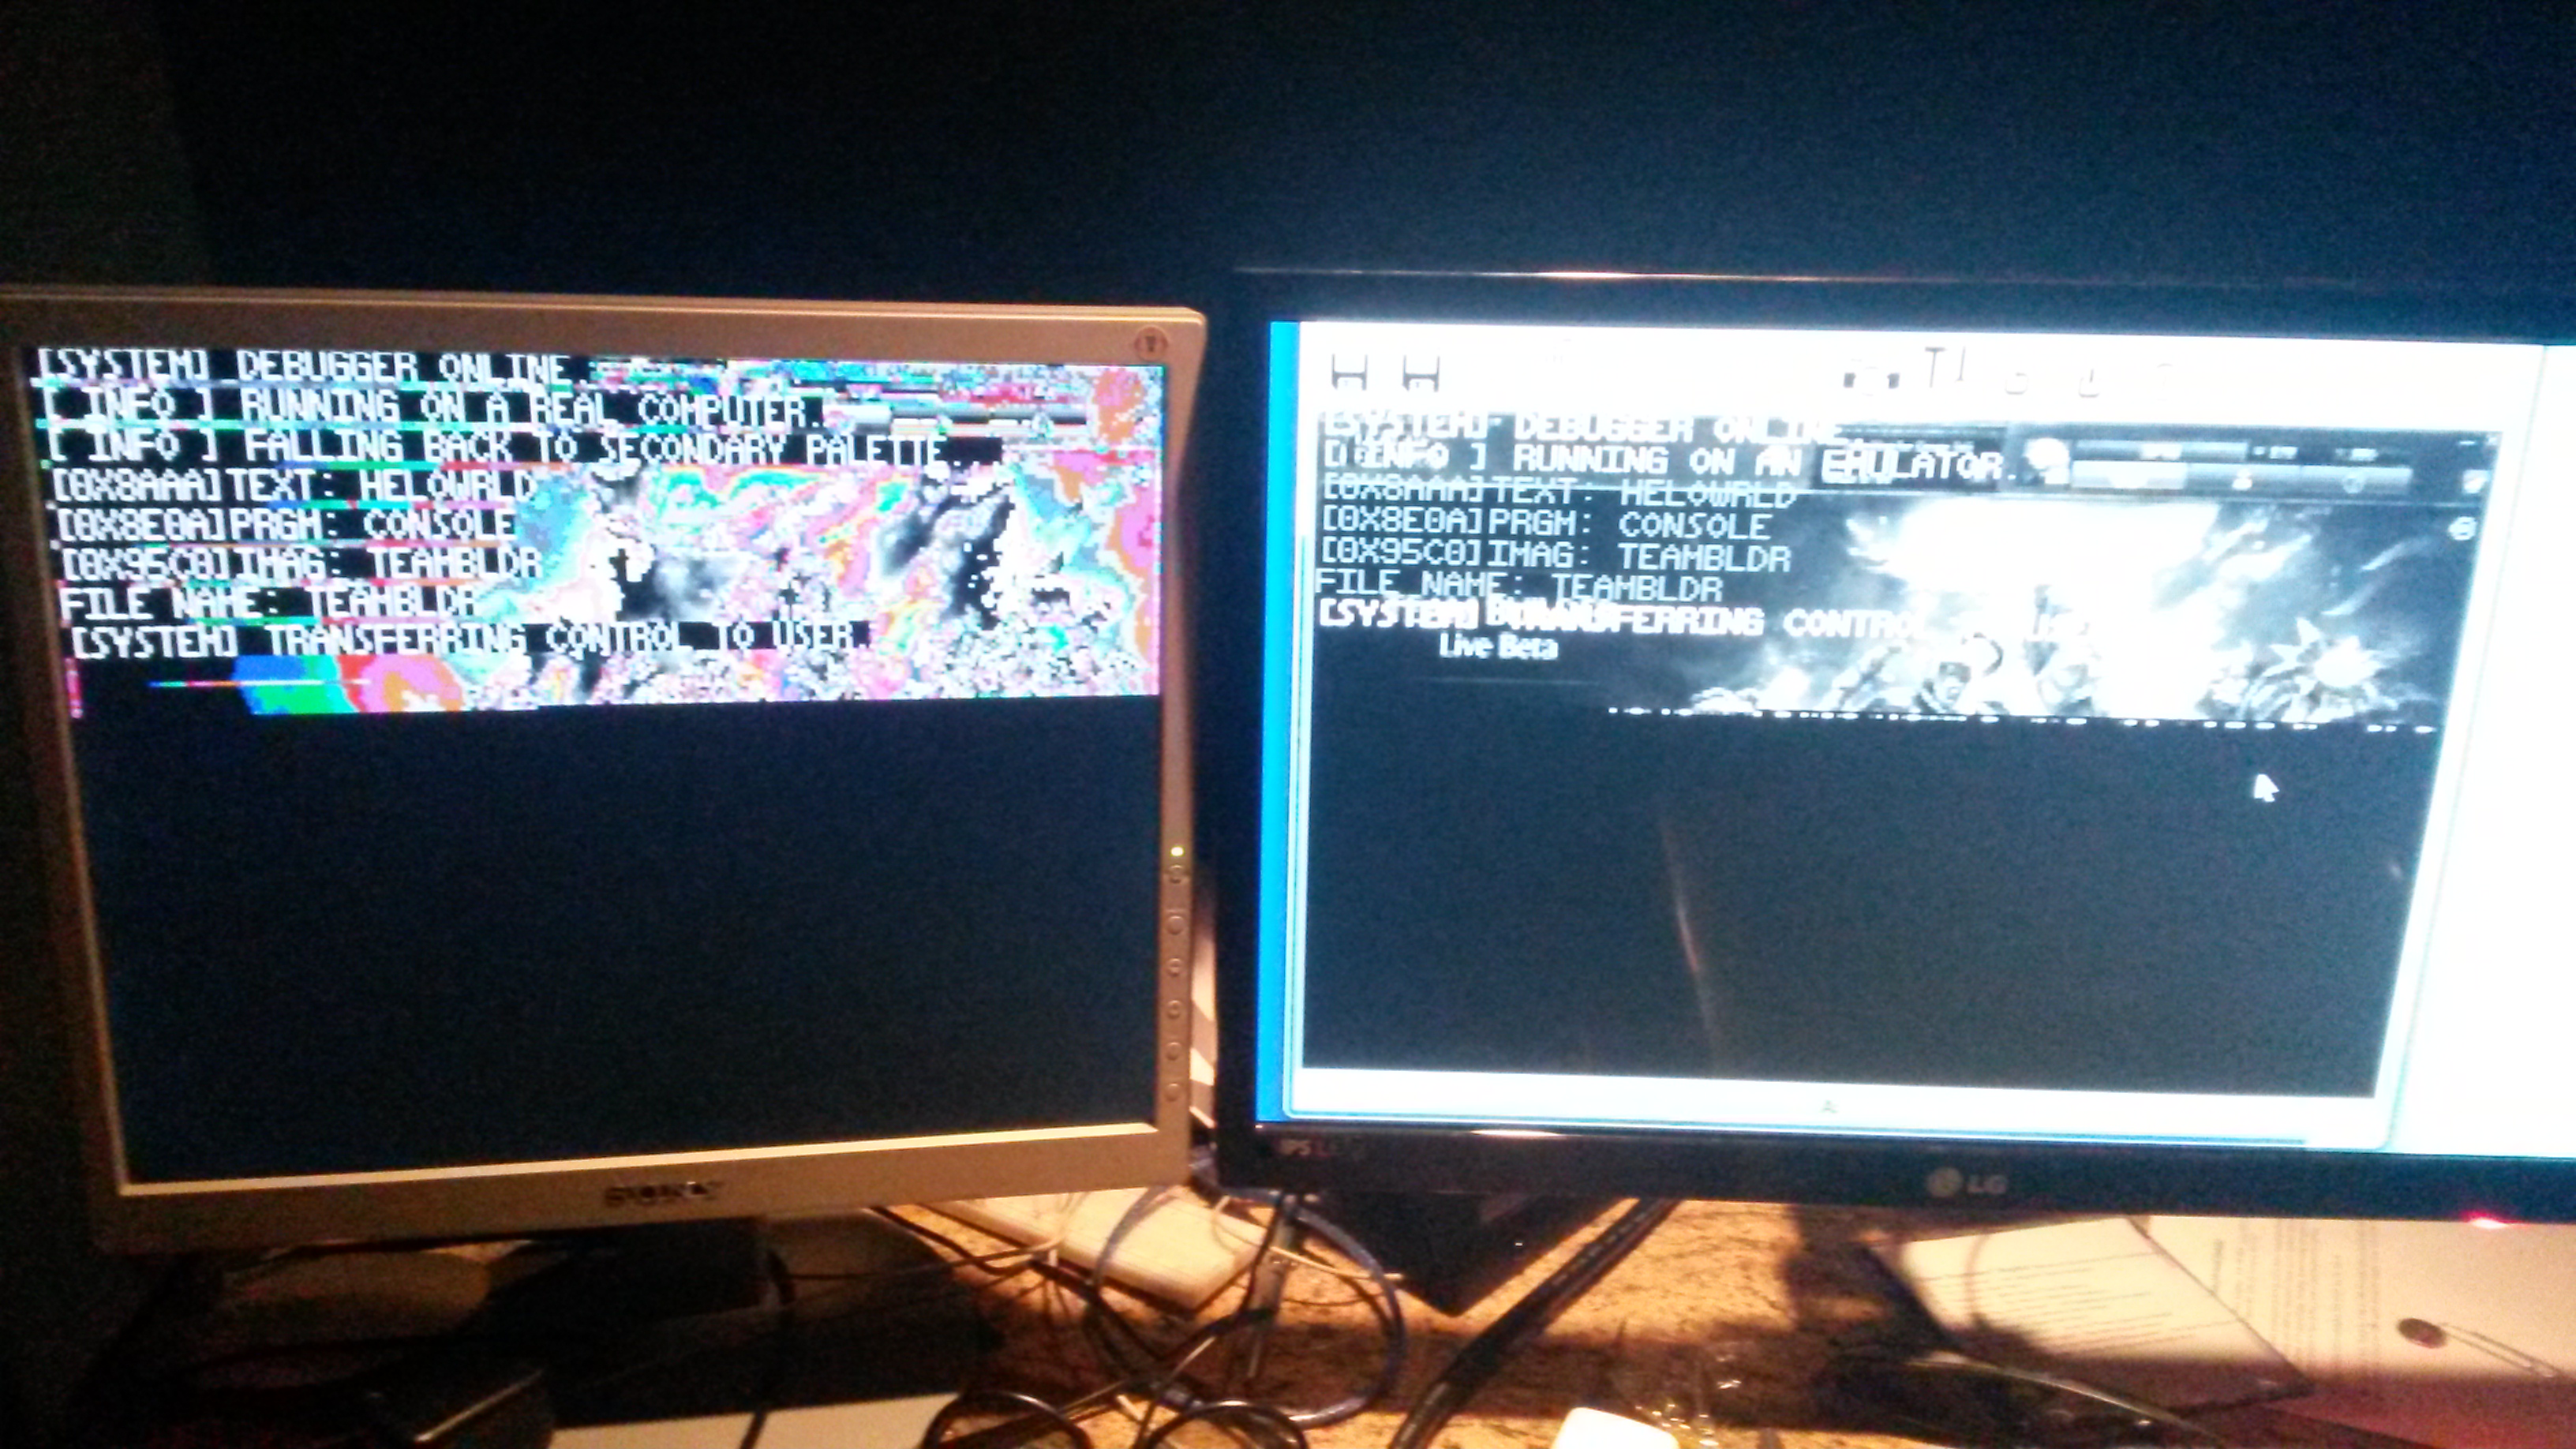 [SYSTEM] DEBUGGER ONLINE.
[ INFO ] RUNNING ON A REAL COMPUTER.
[ INFO ] FALLING BACK TO SECONDARY PALETTE.
[0X8AAA]TEXT: HELOWRLD
[0X8E0A]PRGM: CONSOLE
[0X95C0]IMAG: TEAMBLDR
FILE NAME: TEAMBLDR
[SYSTEM] TRANSFERRING CONTROL TO USER.
SONY
[SYSTEM] DEBUGGER ONLINE.
[ INFO ] RUNNING ON AN EMULATOR.
[0X8AAA]TEXT: HELOWRLD
[0X8E0A]PRGM: CONSOLE
[0X95C0]IMAG: TEAMBLDR
FILE NAME: TEAMBLDR
[SYSTEM] TRANSFERRING CONTROL
Live Beta
LG